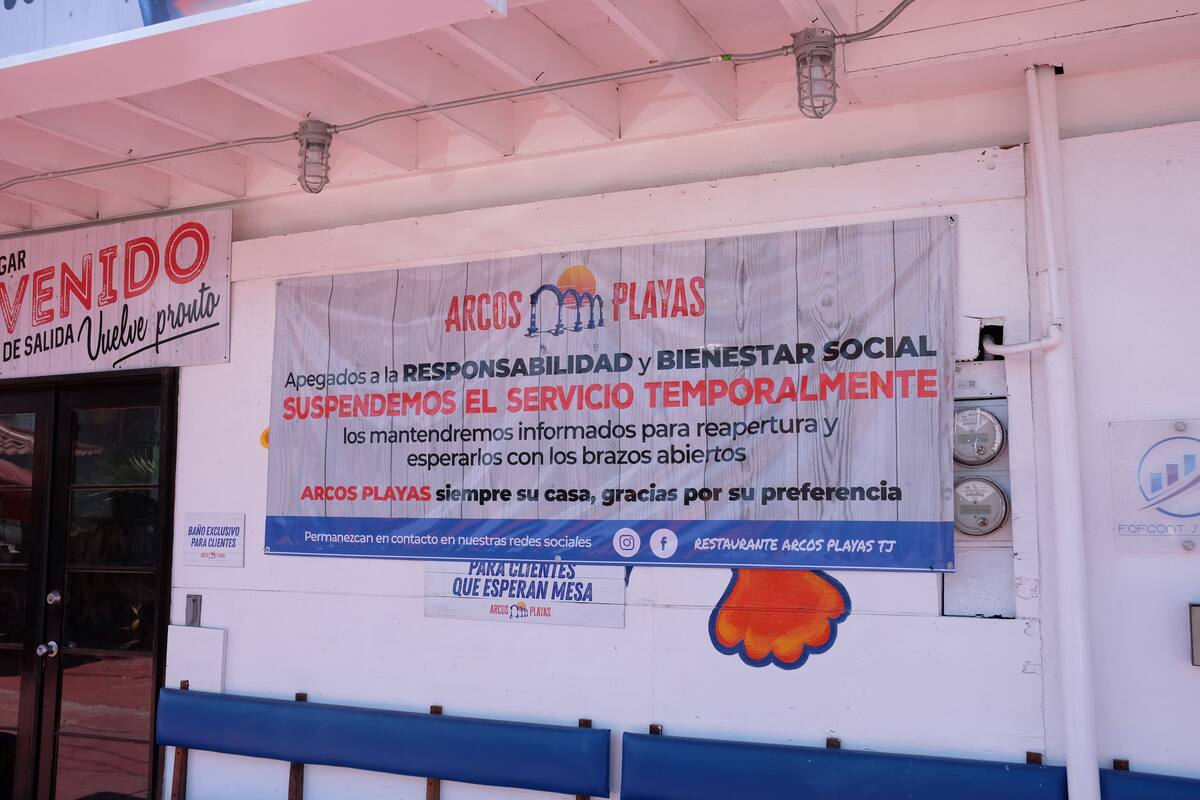 GAR
VENIDO
DE SALIDA Vuelve pronto
ARCOS PLAYAS
Apegados a la RESPONSABILIDAD y BIENESTAR SOCIAL
SUSPENDEMOS EL SERVICIO TEMPORALMENTE
los mantendremos informados para reapertura y
esperarlos con los brazos abiertos
ARCOS PLAYAS siempre su casa, gracias por su preferencia
Permanezcan en contacto en nuestras redes sociales RESTAURANTE ARCOS PLAYAS TJ
BAÑO EXCLUSIVO
PARA CLIENTES
ARCOS PLAYAS
PARA CLIENTES
QUE ESPERAN MESA
ARCOS PLAYAS
FOFCONT